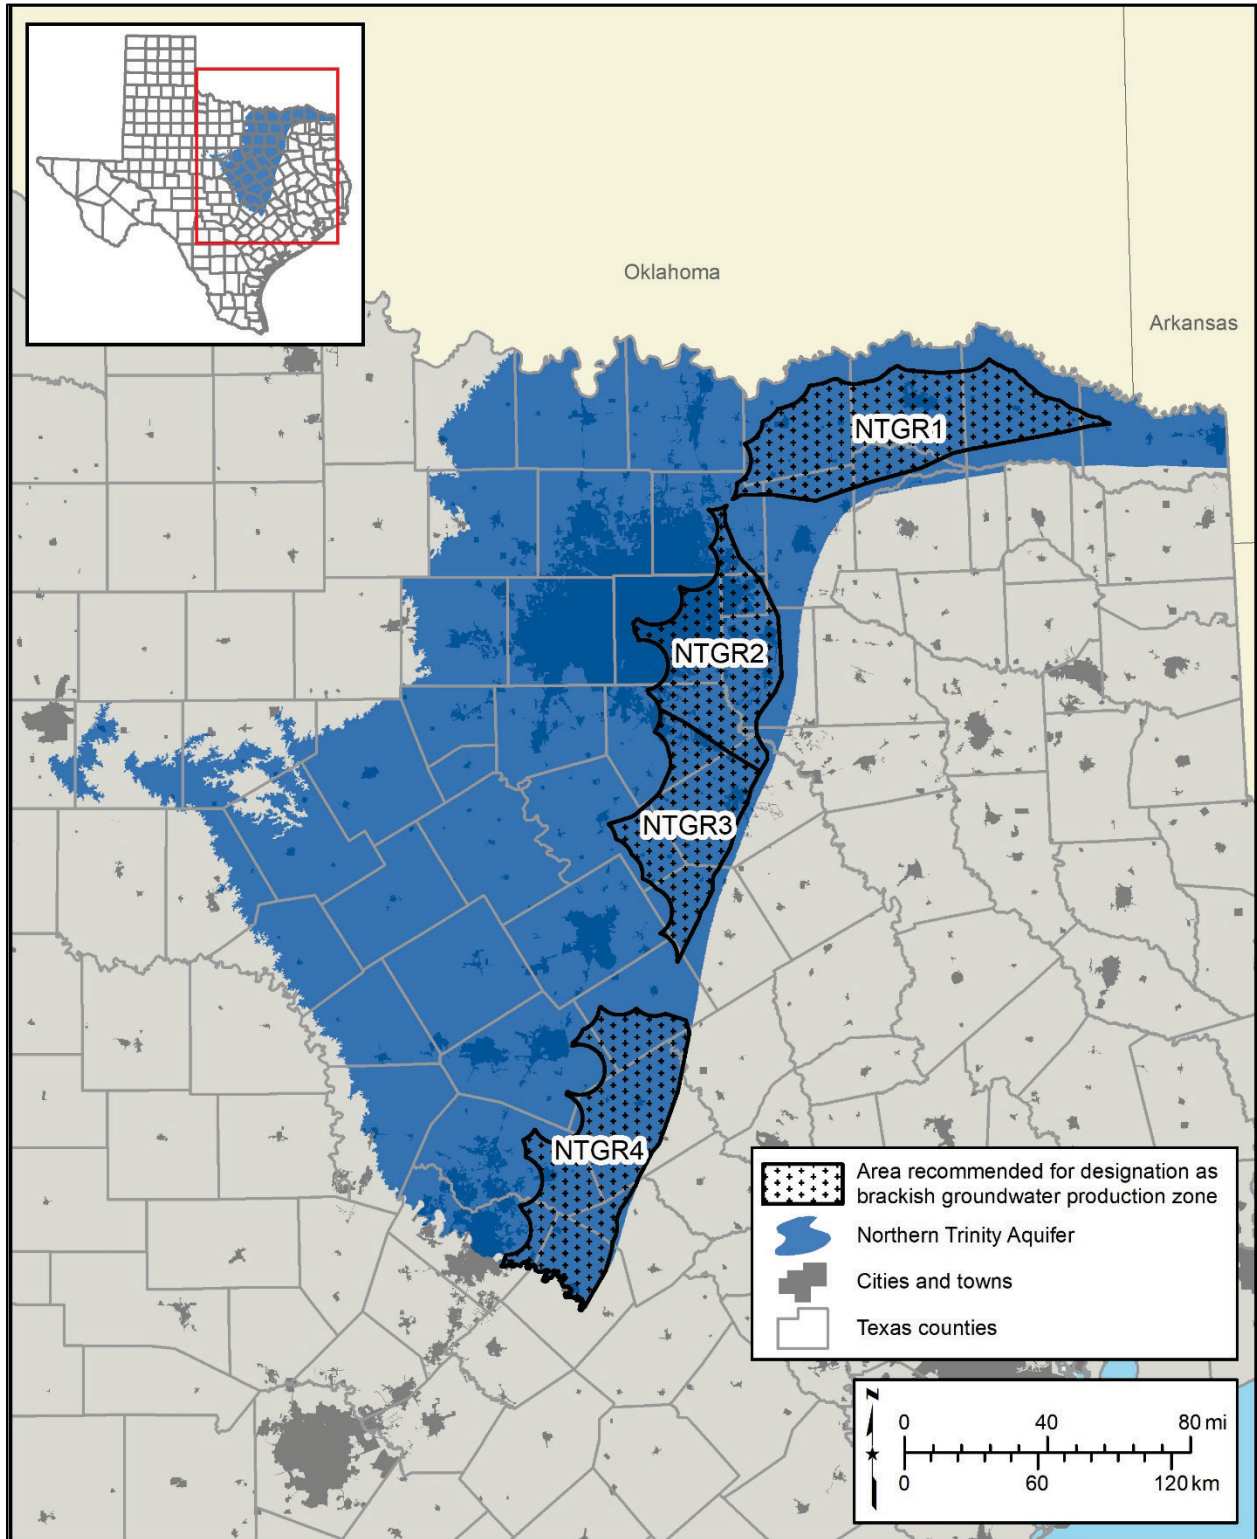 Oklahoma
Arkansas
NTGR1
NTGR2
NTGR3
NTGR4
Area recommended for designation as
brackish groundwater production zone
Northern Trinity Aquifer
Cities and towns
Texas counties
N
0 40 80 mi
0 60 120 km